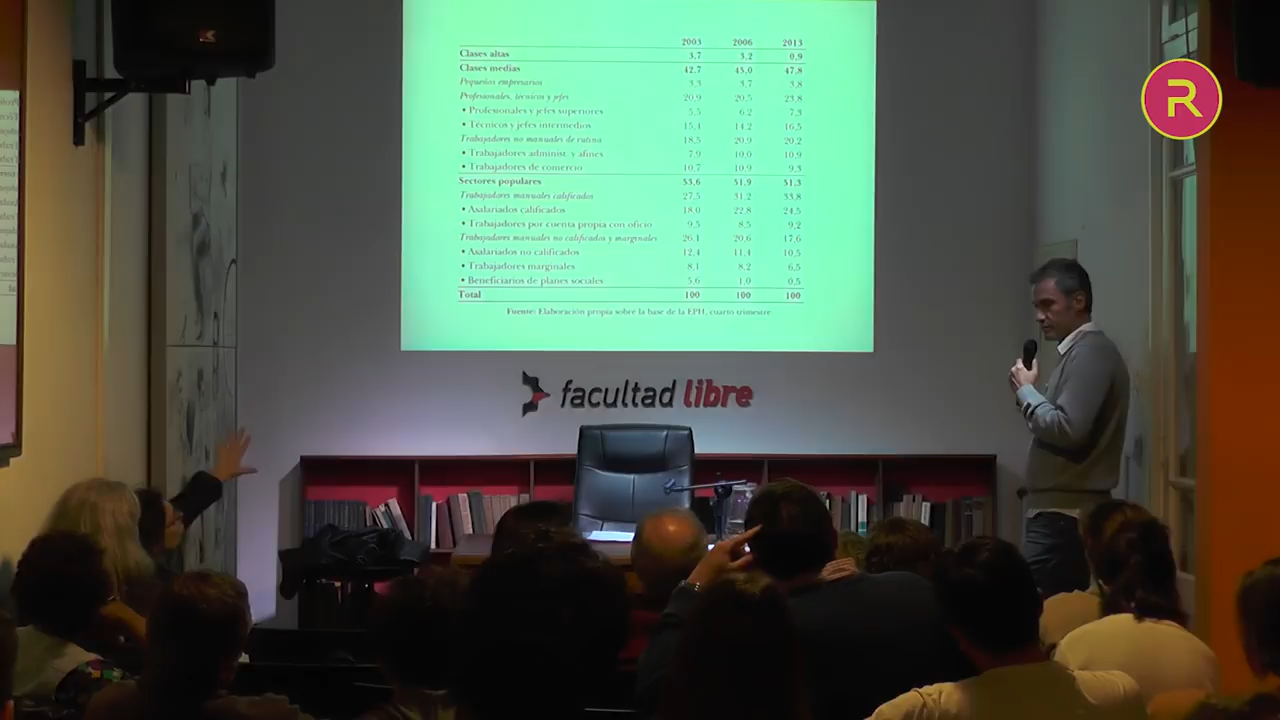 2003 2006 2013
Clases altas 3,7 3,2 0,9
Clases medias 42,7 45,0 47,8
Pequeños empresarios 3,3 3,7 3,8
Profesionales, técnicos y jefes 20,9 20,5 23,8
• Profesionales y jefes superiores 5,5 6,2 7,3
• Técnicos y jefes intermedios 15,4 14,2 16,5
Trabajadores no manuales de rutina 18,5 20,9 20,2
• Trabajadores administ. y afines 7,9 10,0 10,9
• Trabajadores de comercio 10,7 10,9 9,3
Sectores populares 53,6 51,9 51,3
Trabajadores manuales calificados 27,5 31,2 33,8
• Asalariados calificados 18,0 22,8 24,5
• Trabajadores por cuenta propia con oficio 9,5 8,5 9,2
Trabajadores manuales no calificados y marginales 26,1 20,6 17,6
• Asalariados no calificados 12,4 11,4 10,5
• Trabajadores marginales 8,1 8,2 6,5
• Beneficiarios de planes sociales 5,6 1,0 0,5
Total 100 100 100
Fuente: Elaboración propia sobre la base de la EPH, cuarto trimestre
R
facultad libre